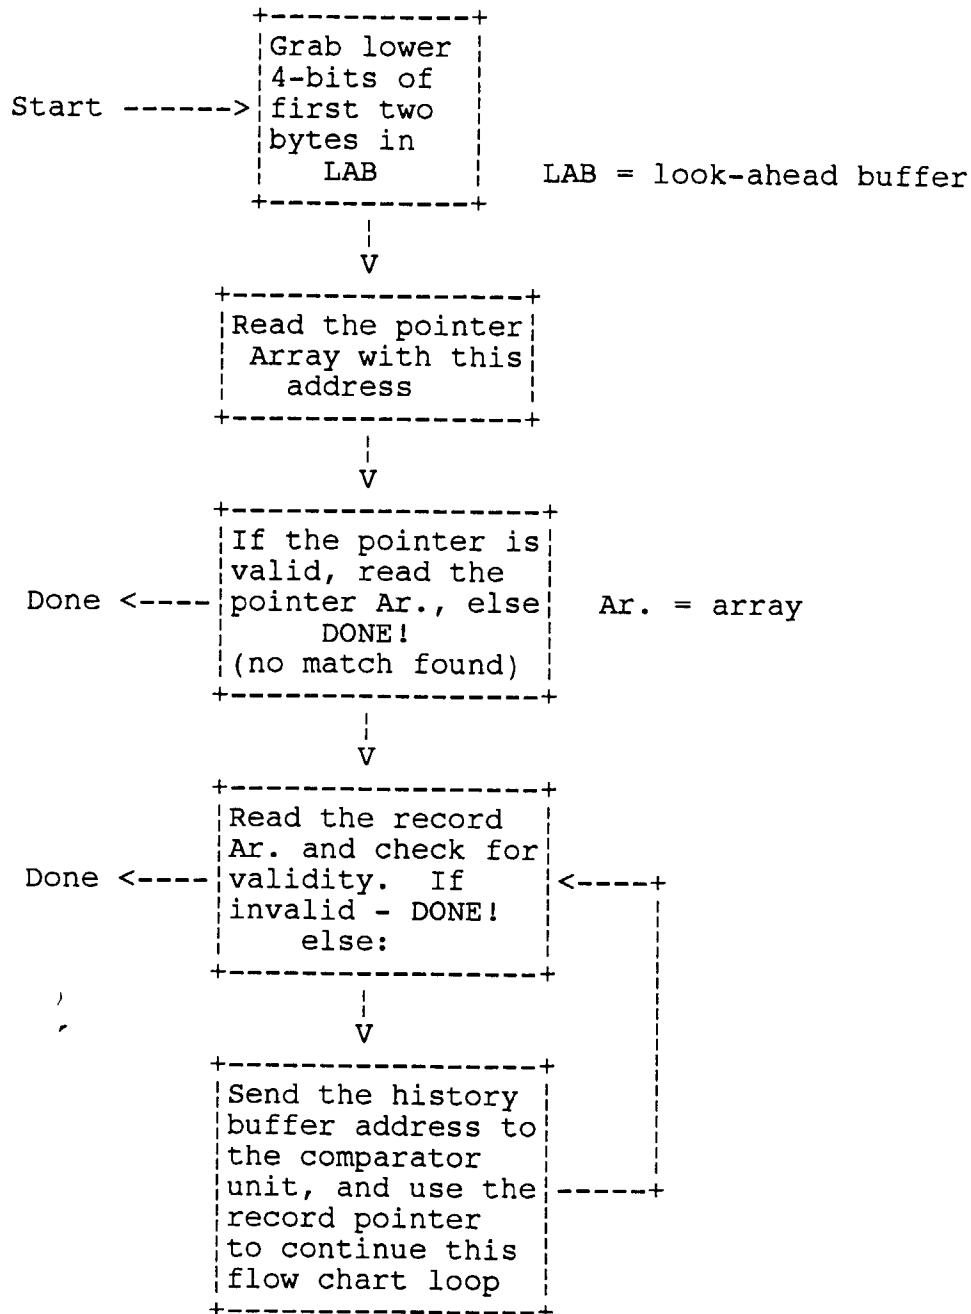 Grab lower
4-bits of
Start ------> first two
bytes in
LAB
LAB = look-ahead buffer
Read the pointer
Array with this
address
If the pointer is
valid, read the
Done <---- pointer Ar., else
DONE!
(no match found)
Ar. = array
Read the record
Ar. and check for
Done <---- validity. If
invalid - DONE!
else:
Send the history
buffer address to
the comparator
unit, and use the
record pointer
to continue this
flow chart loop